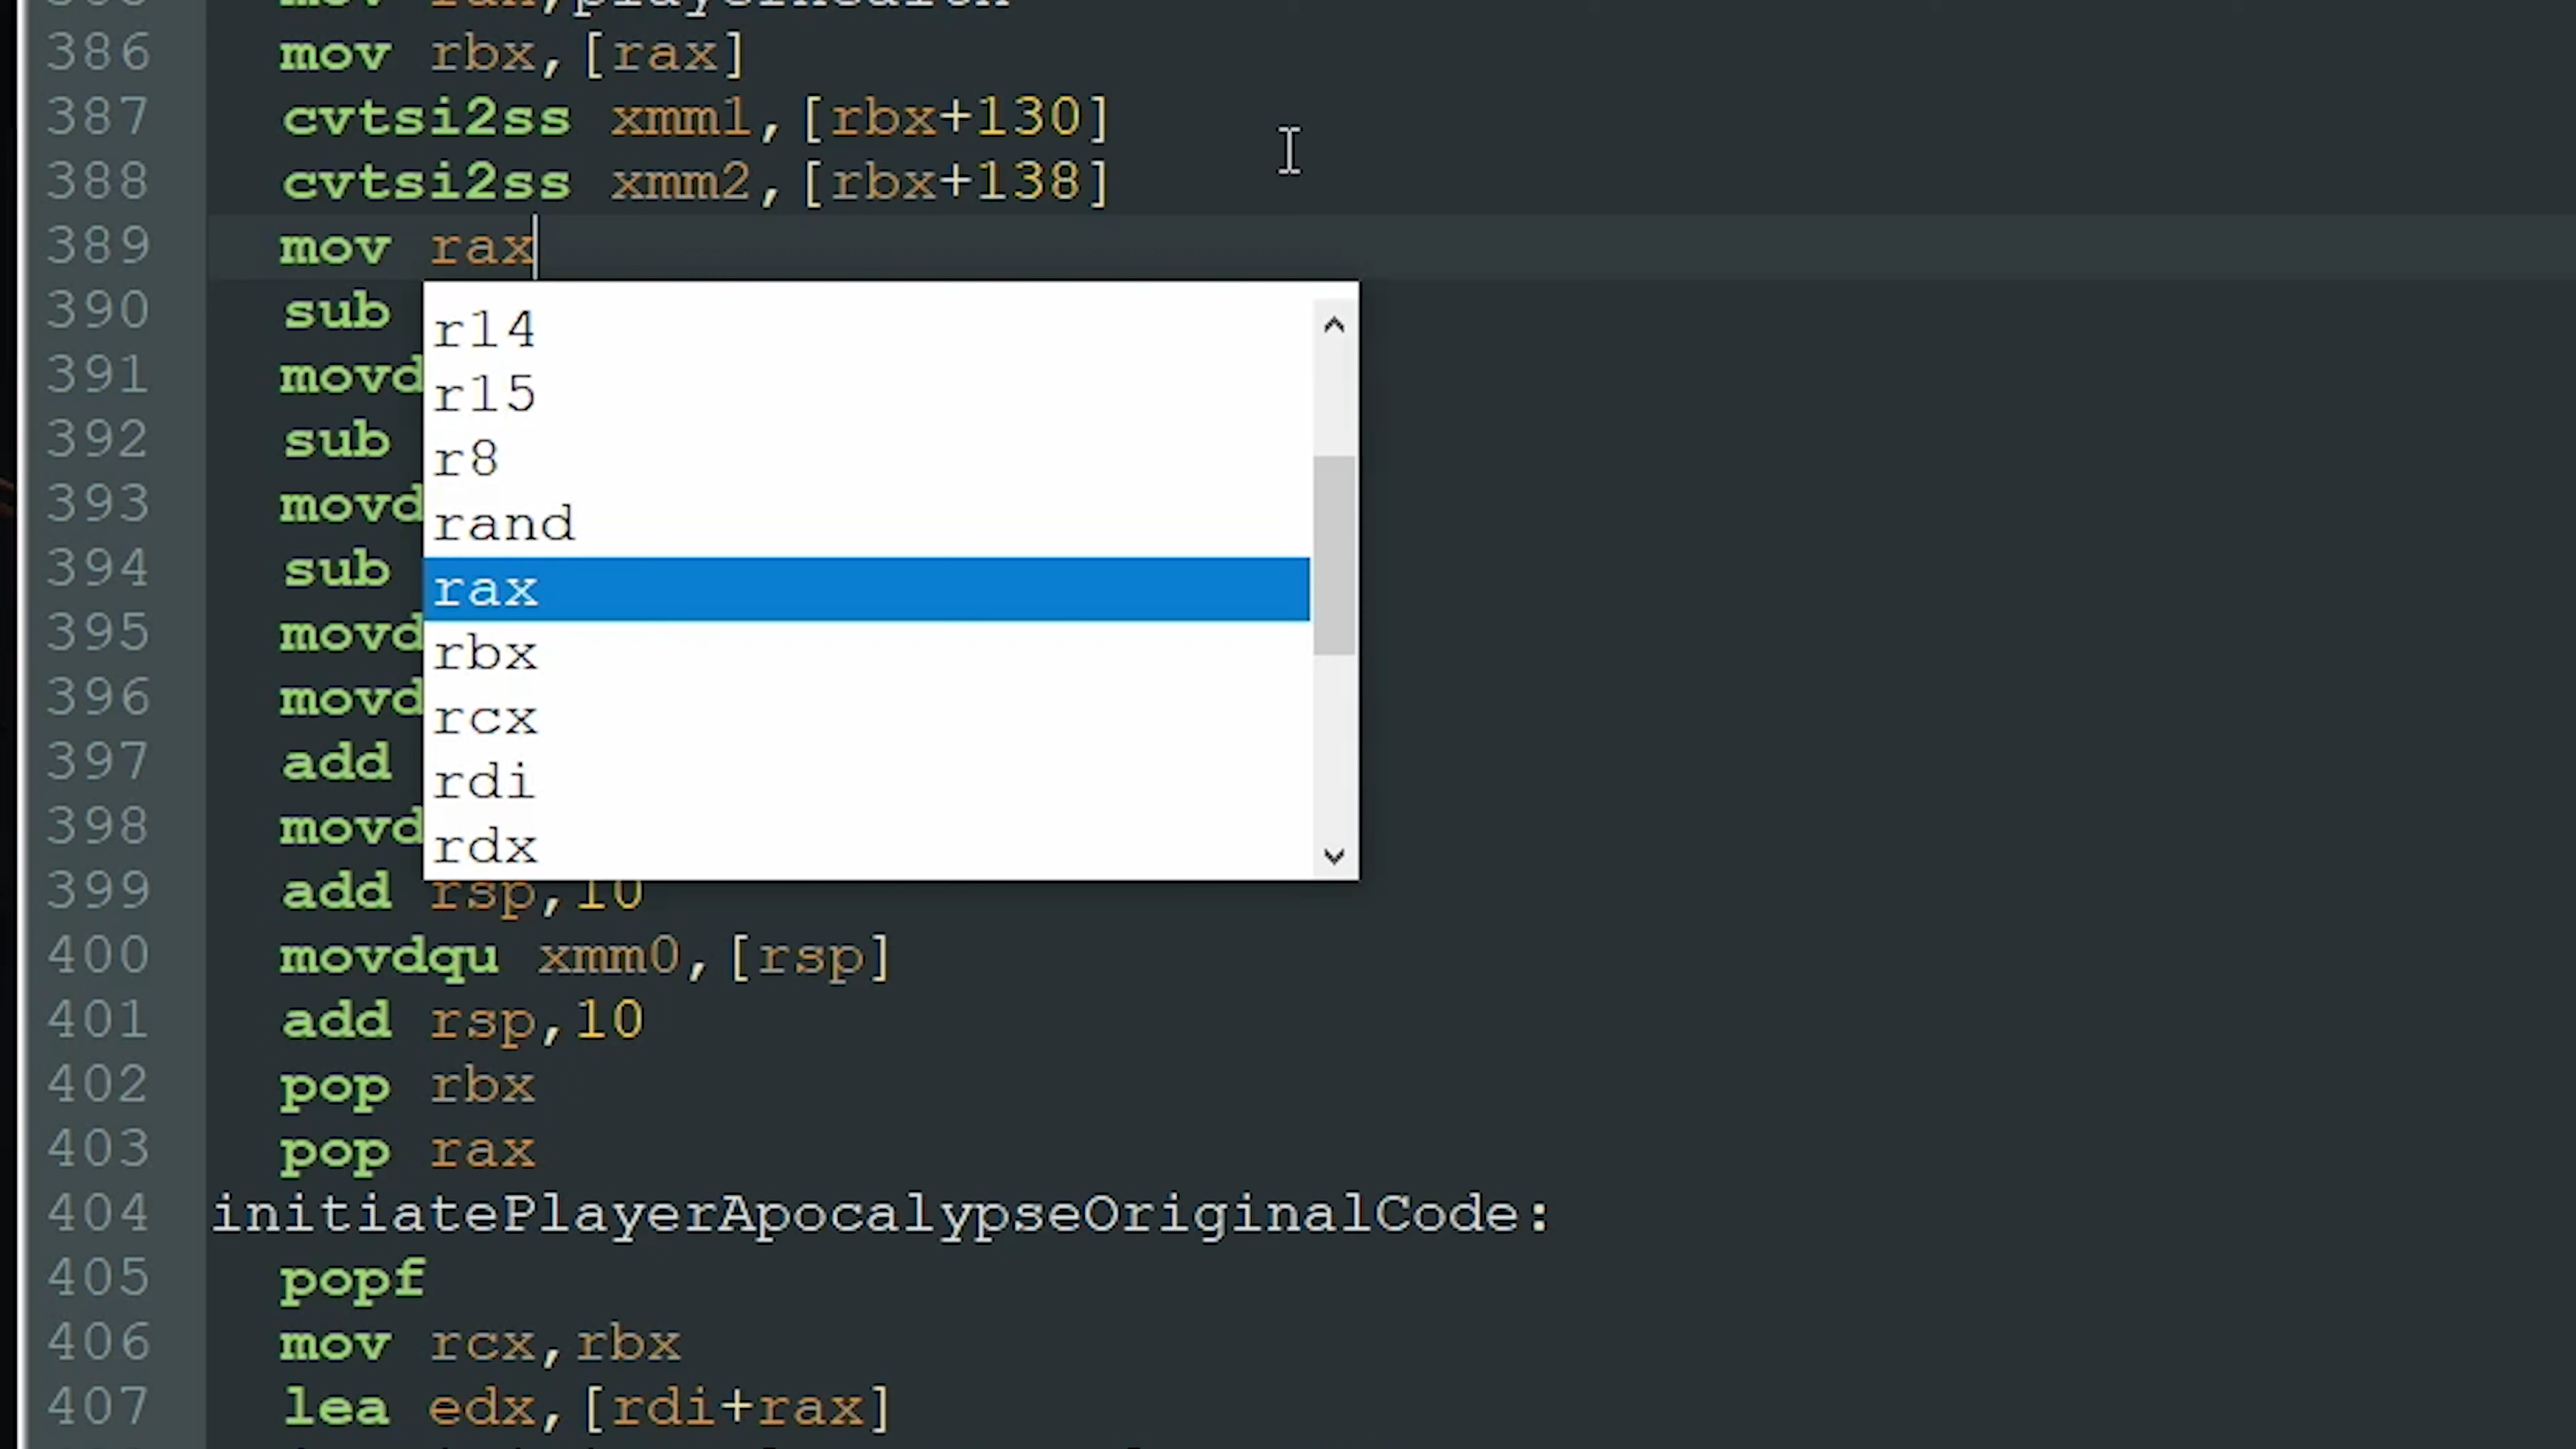 386 mov rbx,[rax]
387 cvtsi2ss xmm1,[rbx+130]
388 cvtsi2ss xmm2,[rbx+138]
389 mov rax
390 sub
391 movd
392 sub
393 movd
394 sub
395 movd
396 movd
397 add
398 movd
r14
r15
r8
rand
rax
rbx
rcx
rdi
rdx
399 add rsp,10
400 movdqu xmm0,[rsp]
401 add rsp,10
402 pop rbx
403 pop rax
404 initiatePlayerApocalypseOriginalCode:
405 popf
406 mov rcx,rbx
407 lea edx,[rdi+rax]